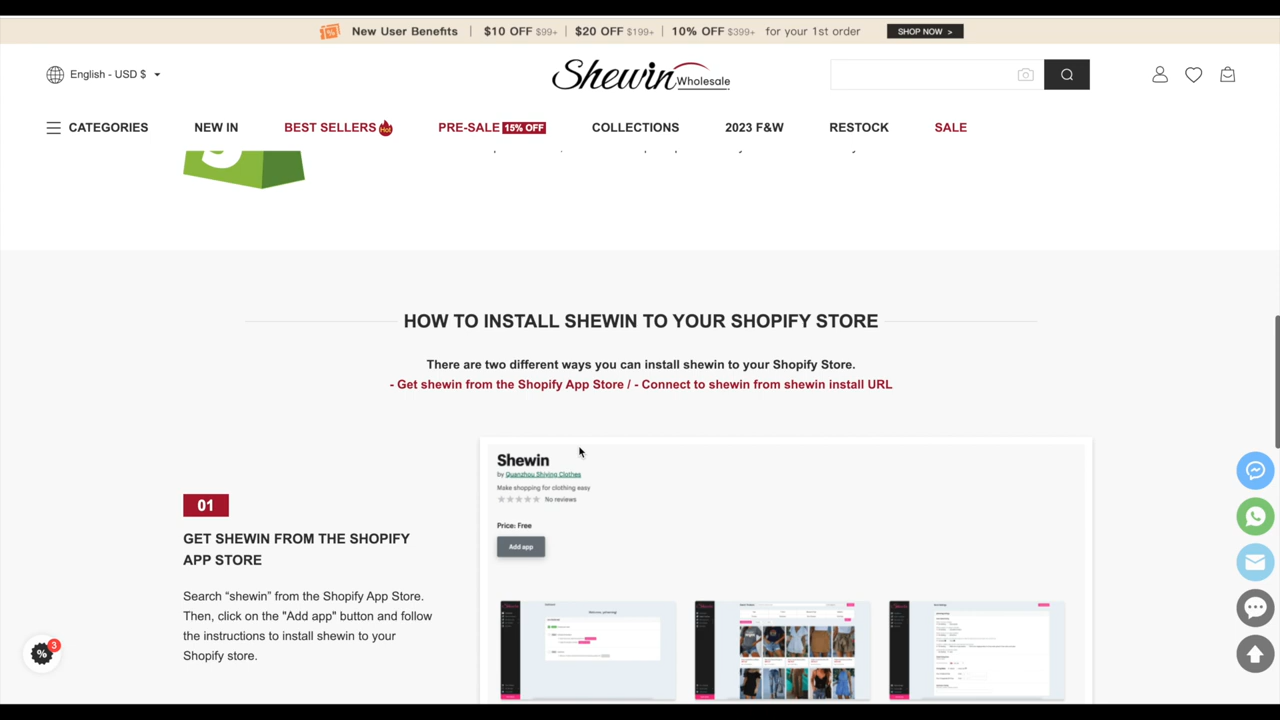 New User Benefits | $10 OFF $99+ | $20 OFF $199+ | 10% OFF $399+ for your 1st order SHOP NOW >
English - USD $
Shewin Wholesale
CATEGORIES NEW IN BEST SELLERS Hot PRE-SALE 15% OFF COLLECTIONS 2023 F&W RESTOCK SALE
HOW TO INSTALL SHEWIN TO YOUR SHOPIFY STORE
There are two different ways you can install shewin to your Shopify Store.
- Get shewin from the Shopify App Store / - Connect to shewin from shewin install URL
Shewin
by Quanzhou Shiying Clothes
Make shopping for clothing easy
No reviews
Price: Free
Add app
01
GET SHEWIN FROM THE SHOPIFY
APP STORE
Search “shewin” from the Shopify App Store.
Then, click on the "Add app" button and follow
the instructions to install shewin to your
Shopify store.
%
3